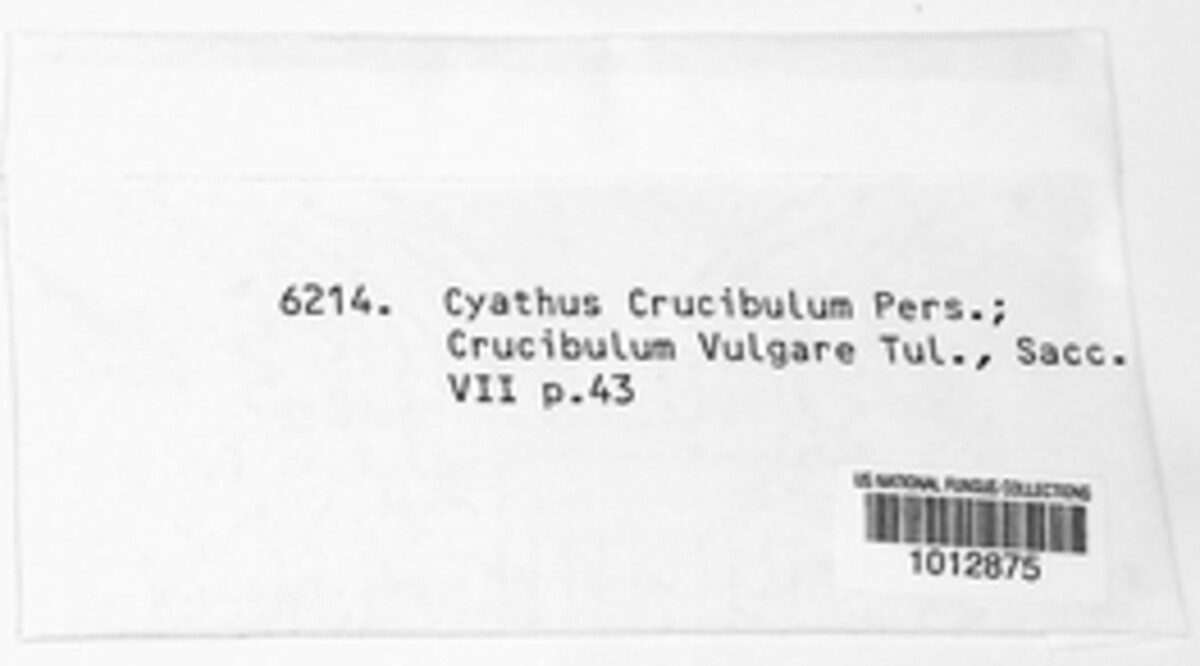 6214. Cyathus Crucibulum Pers.;
Crucibulum Vulgare Tul., Sacc.
VII p.43
US NATIONAL FUNGUS COLLECTIONS
1012875